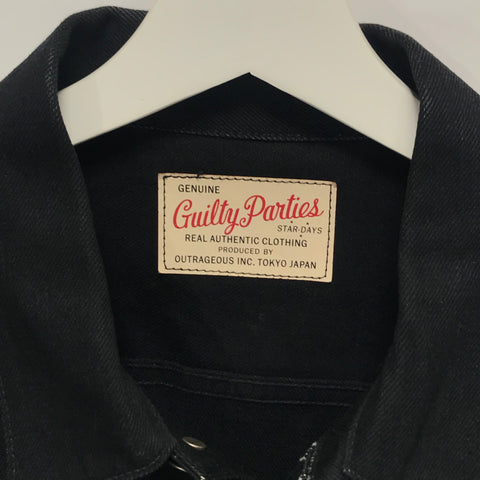 GENUINE
Guilty Parties
STAR·DAYS
REAL AUTHENTIC CLOTHING
PRODUCED BY
OUTRAGEOUS INC. TOKYO JAPAN